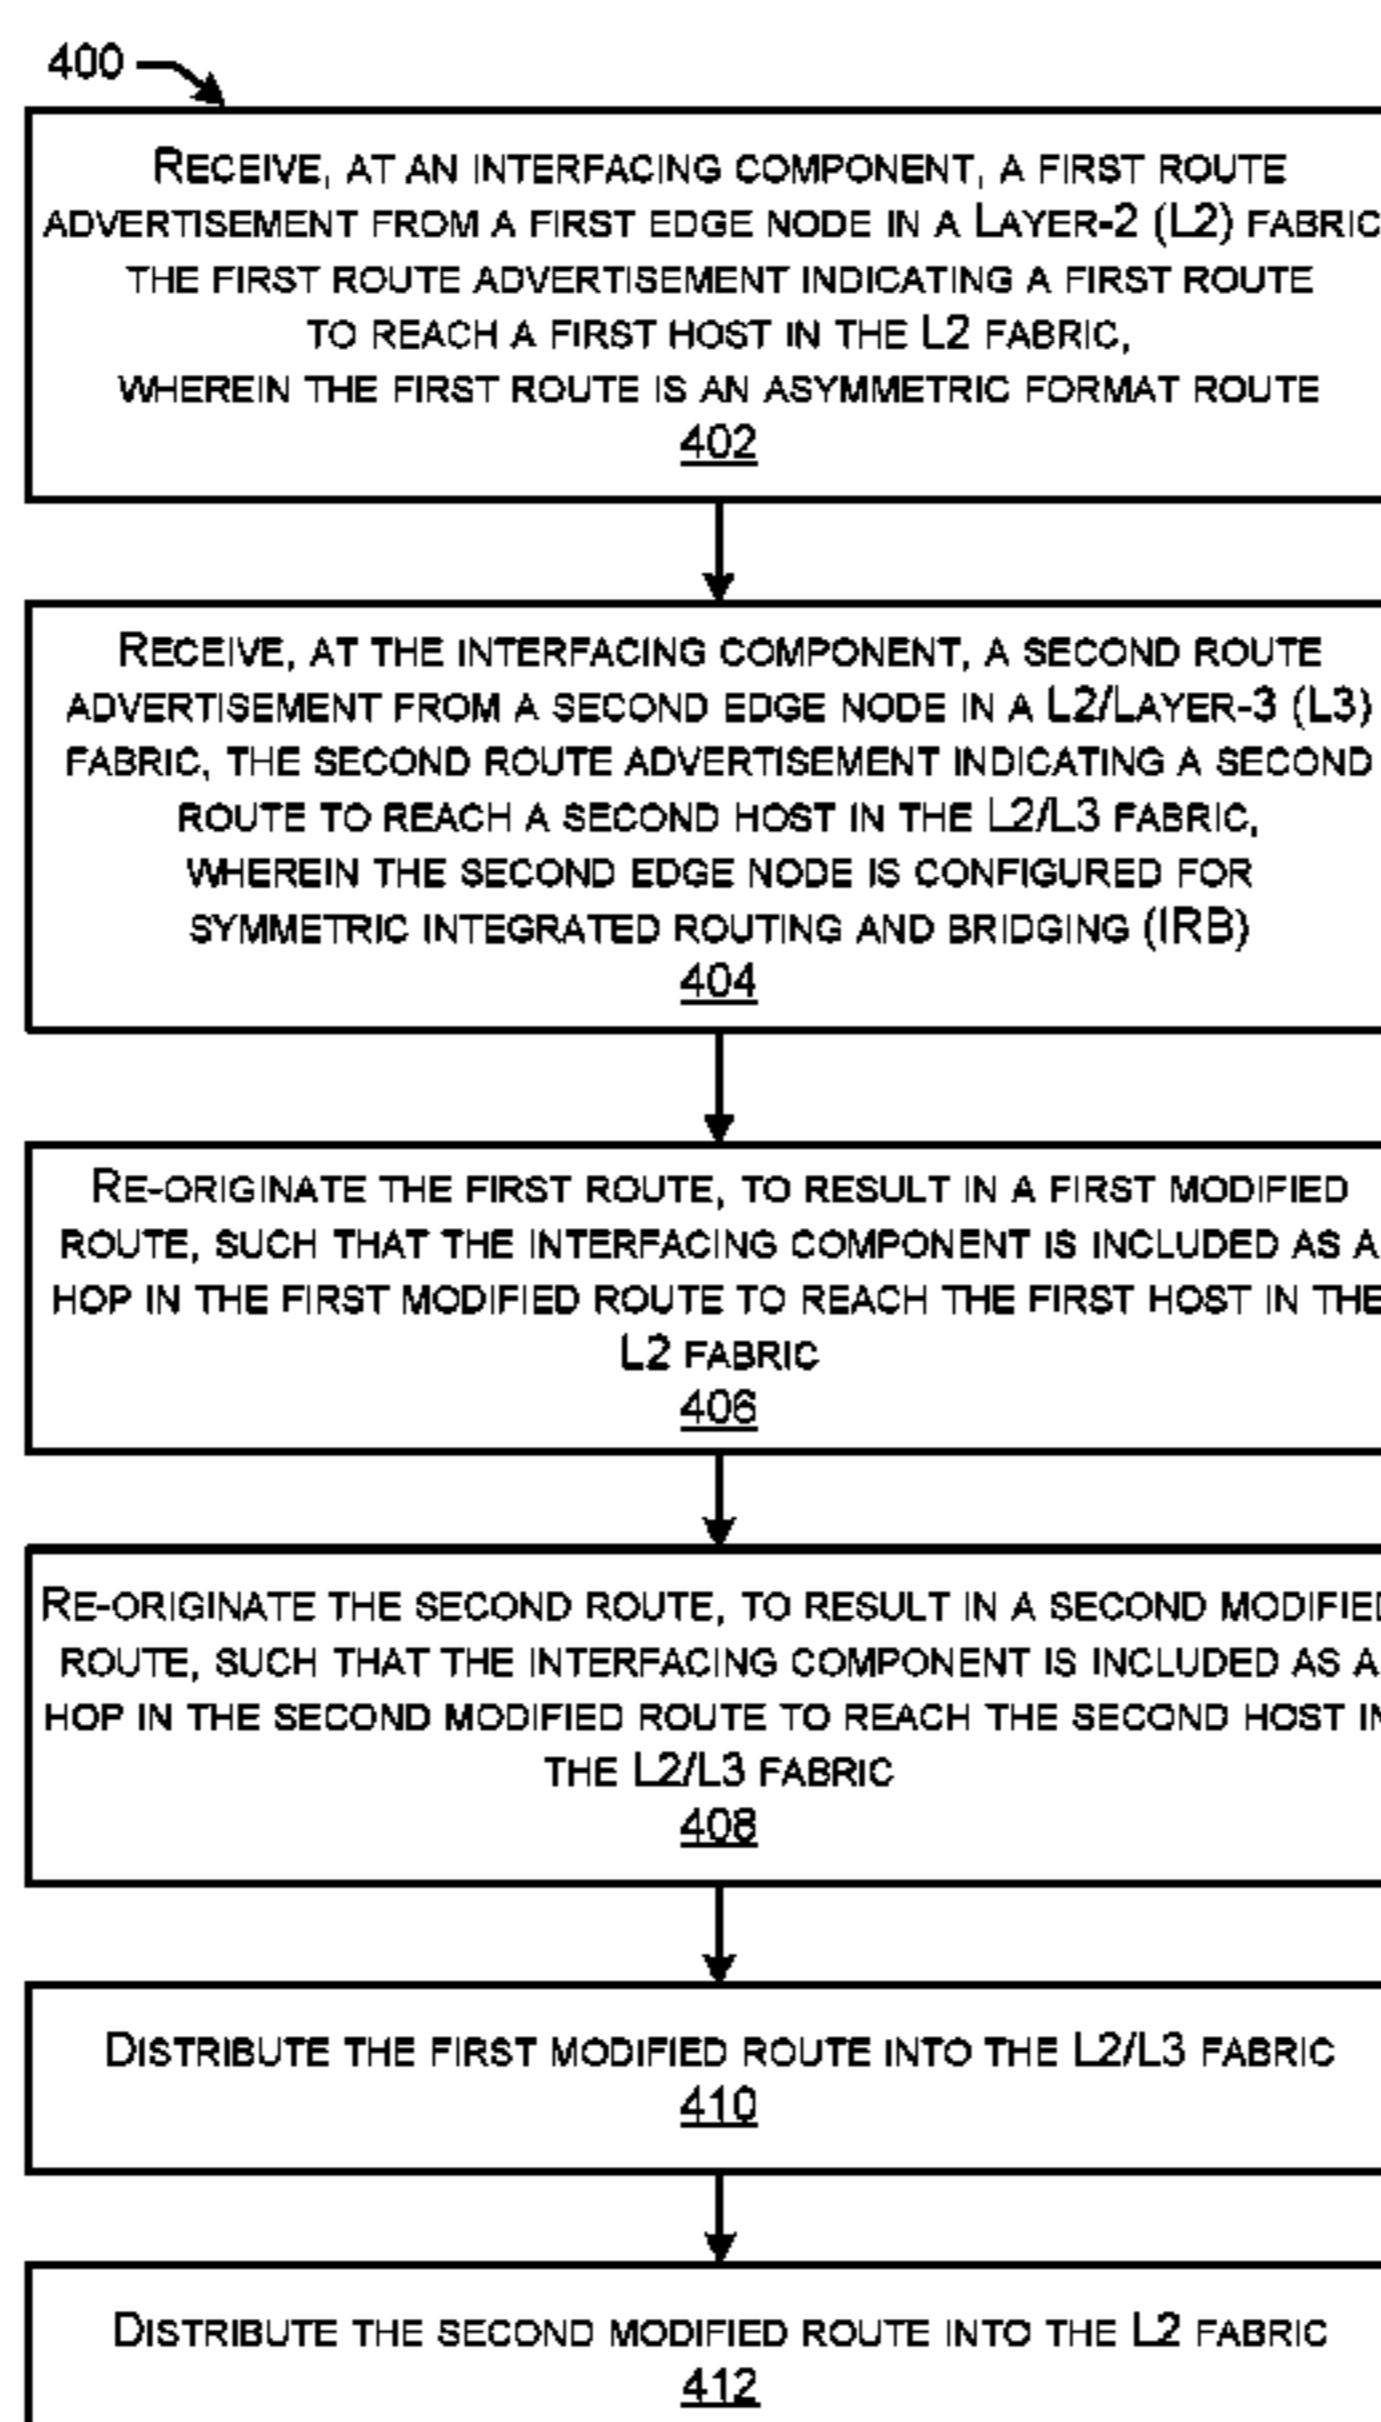 400
RECEIVE, AT AN INTERFACING COMPONENT, A FIRST ROUTE
ADVERTISEMENT FROM A FIRST EDGE NODE IN A LAYER-2 (L2) FABRIC
THE FIRST ROUTE ADVERTISEMENT INDICATING A FIRST ROUTE
TO REACH A FIRST HOST IN THE L2 FABRIC,
WHEREIN THE FIRST ROUTE IS AN ASYMMETRIC FORMAT ROUTE
402
RECEIVE, AT THE INTERFACING COMPONENT, A SECOND ROUTE
ADVERTISEMENT FROM A SECOND EDGE NODE IN A L2/LAYER-3 (L3)
FABRIC, THE SECOND ROUTE ADVERTISEMENT INDICATING A SECOND
ROUTE TO REACH A SECOND HOST IN THE L2/L3 FABRIC,
WHEREIN THE SECOND EDGE NODE IS CONFIGURED FOR
SYMMETRIC INTEGRATED ROUTING AND BRIDGING (IRB)
404
RE-ORIGINATE THE FIRST ROUTE, TO RESULT IN A FIRST MODIFIED
ROUTE, SUCH THAT THE INTERFACING COMPONENT IS INCLUDED AS A
HOP IN THE FIRST MODIFIED ROUTE TO REACH THE FIRST HOST IN THE
L2 FABRIC
406
RE-ORIGINATE THE SECOND ROUTE, TO RESULT IN A SECOND MODIFIED
ROUTE, SUCH THAT THE INTERFACING COMPONENT IS INCLUDED AS A
HOP IN THE SECOND MODIFIED ROUTE TO REACH THE SECOND HOST IN
THE L2/L3 FABRIC
408
DISTRIBUTE THE FIRST MODIFIED ROUTE INTO THE L2/L3 FABRIC
410
DISTRIBUTE THE SECOND MODIFIED ROUTE INTO THE L2 FABRIC
412